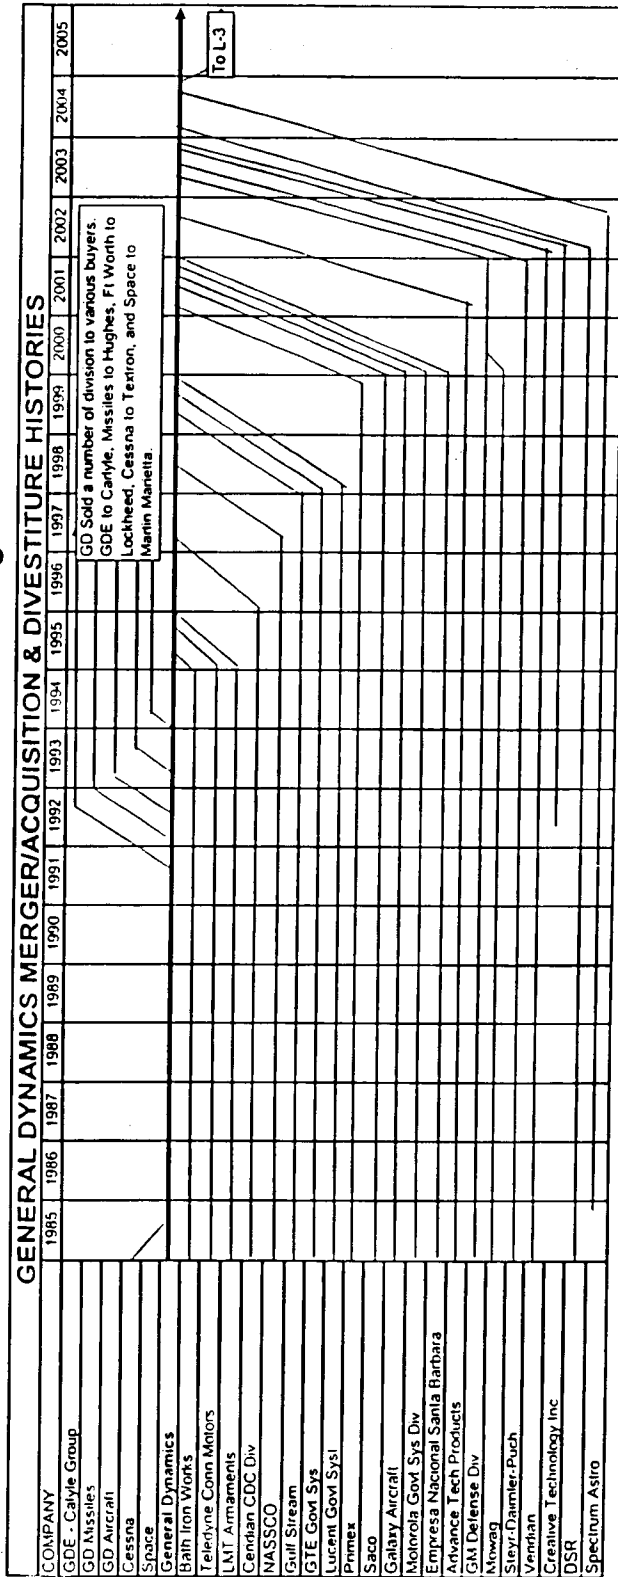 GENERAL DYNAMICS MERGER/ACQUISITION & DIVESTITURE HISTORIES
COMPANY 1985 1986 1987 1988 1989 1990 1991 1992 1993 1994 1995 1996 1997 1998 1999 2000 2001 2002 2003 2004 2005
GDE - Calyle Group
GD Missiles
GD Aircraft
Cessna
Space
General Dynamics
Bath Iron Works
Teledyne Conn Motors
LMT Armaments
Ceridian CDC Div
NASSCO
Gulf Stream
GTE Govt Sys
Lucent Govt Sysl
Primex
Saco
Galary Aircraft
Motorola Govt Sys Div
Empresa Nacional Santa Barbara
Advance Tech Products
GM Defense Div
Mowag
Steyr-Daimler-Puch
Veridian
Creative Technology Inc
DSR
Spectrum Astro
GD Sold a number of division to various buyers.
GDE to Carlyle, Missiles to Hughes, Ft Worth to
Lockheed, Cessna to Textron, and Space to
Martin Marietta.
To L-3